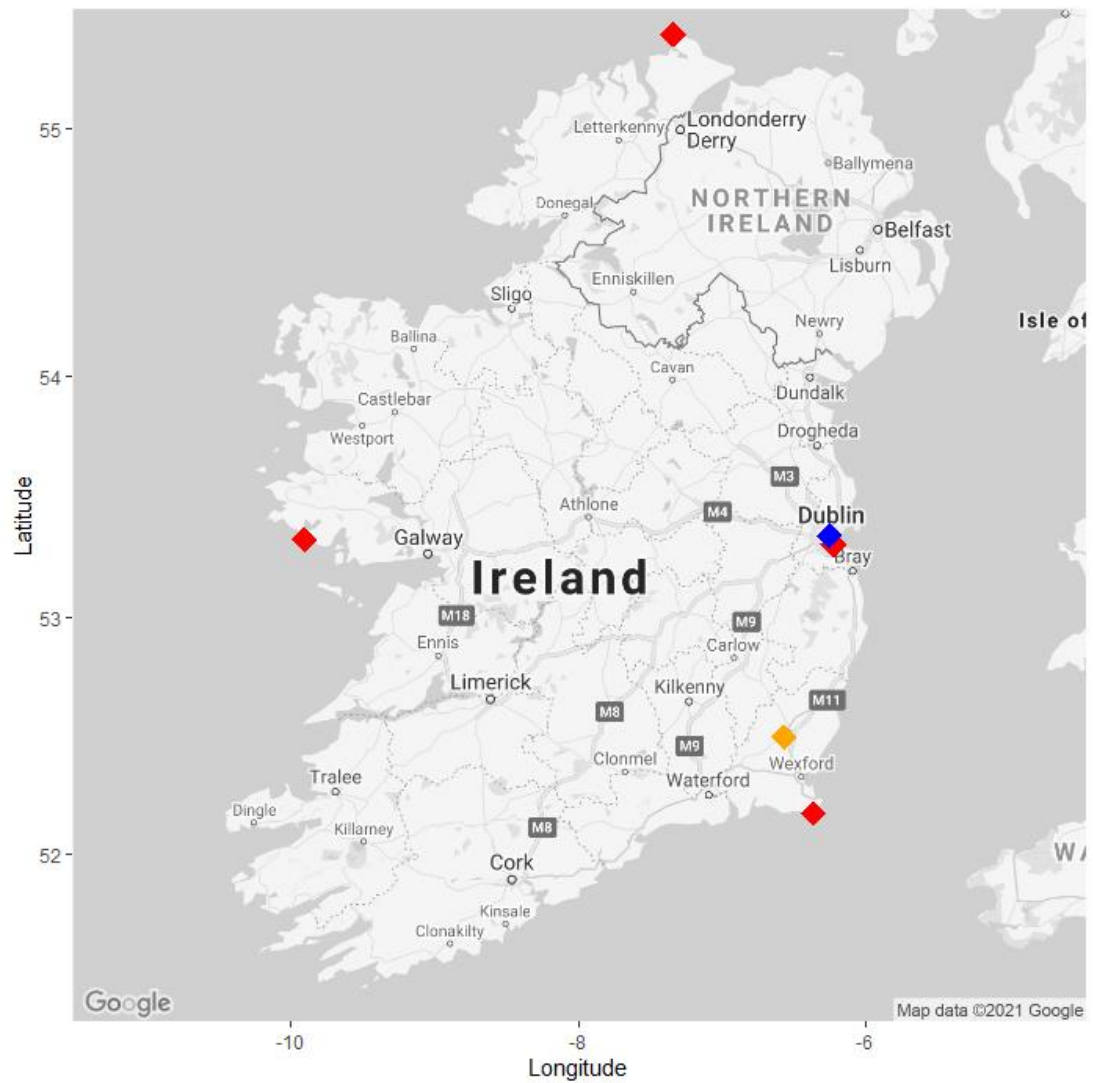 55
54
53
52
Latitude
-10
-8
-6
Longitude
Londonderry
Derry
Letterkenny
Ballymena
NORTHERN
IRELAND
Donegal
Belfast
Lisburn
Enniskillen
Sligo
Newry
Isle of
Ballina
Cavan
Dundalk
Castlebar
Westport
Drogheda
M3
Athlone
M4
Dublin
Galway
Bray
Ireland
M18
M9
Ennis
Carlow
Limerick
Kilkenny
M11
M8
M9
Clonmel
Wexford
Tralee
Waterford
Dingle
Killarney
M8
WA
Cork
Kinsale
Clonakilty
Google
Map data ©2021 Google